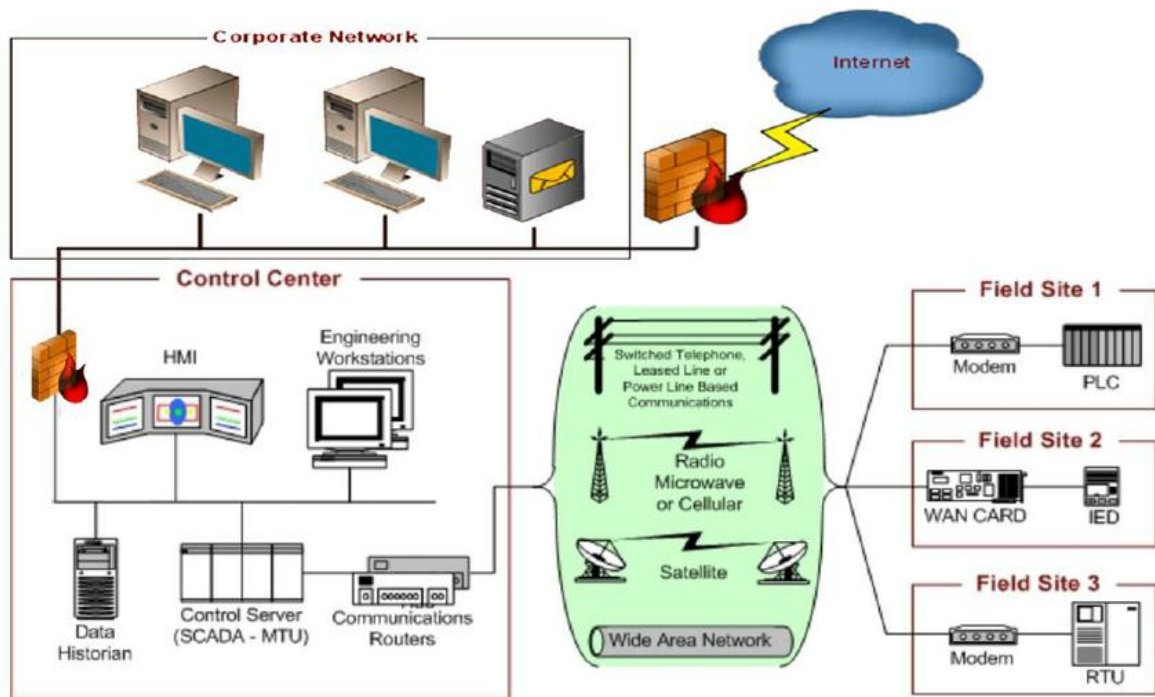 Corporate Network
Internet
Control Center
HMI
Engineering
Workstations
Data
Historian
Control Server
(SCADA - MTU)
Communications
Routers
Switched Telephone,
Leased Line or
Power Line Based
Communications
Radio
Microwave
or Cellular
Satellite
Wide Area Network
Field Site 1
Modem
PLC
Field Site 2
WAN CARD
IED
Field Site 3
Modem
RTU